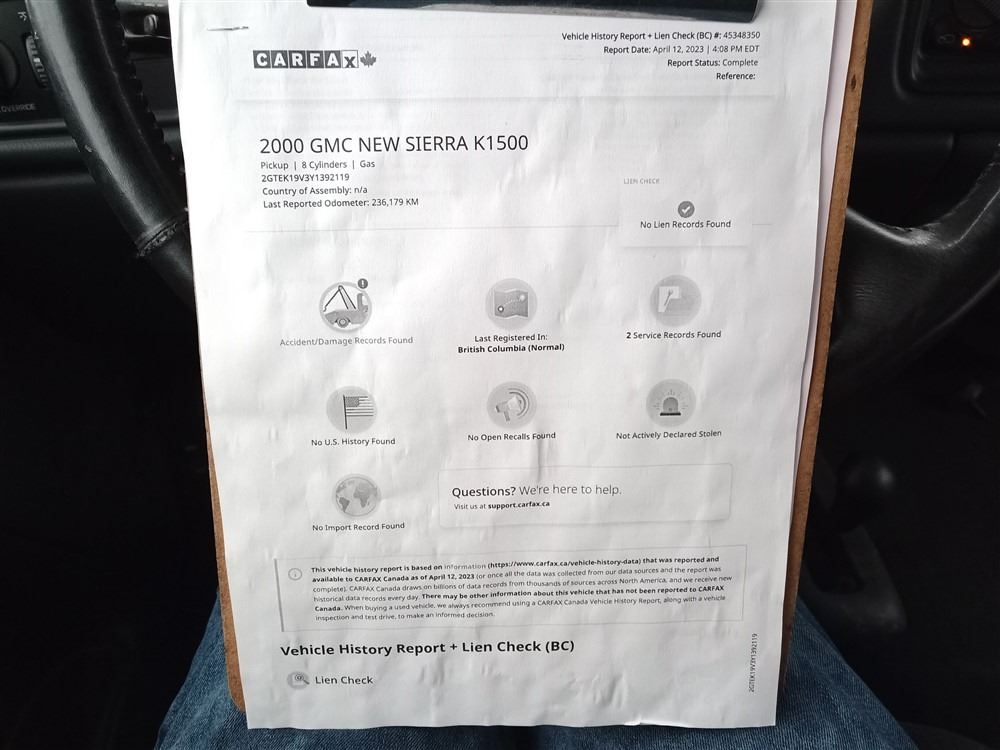 OVERRIDE
Vehicle History Report + Lien Check (BC) #: 45348350
Report Date: April 12, 2023 | 4:08 PM EDT
Report Status: Complete
Reference:
CARFAX
2000 GMC NEW SIERRA K1500
Pickup | 8 Cylinders | Gas
2GTEK19V3Y1392119
Country of Assembly: n/a
Last Reported Odometer: 236,179 KM
LIEN CHECK
No Lien Records Found
Accident/Damage Records Found
Last Registered In:
British Columbia (Normal)
2 Service Records Found
No U.S. History Found
No Open Recalls Found
Not Actively Declared Stolen
No Import Record Found
Questions? We're here to help.
Visit us at support.carfax.ca
This vehicle history report is based on information (https://www.carfax.ca/vehicle-history-data) that was reported and
available to CARFAX Canada as of April 12, 2023 (or once all the data was collected from our data sources and the report was
complete). CARFAX Canada draws on billions of data records from thousands of sources across North America, and we receive new
historical data records every day. There may be other information about this vehicle that has not been reported to CARFAX
Canada. When buying a used vehicle, we always recommend using a CARFAX Canada Vehicle History Report, along with a vehicle
inspection and test drive, to make an informed decision.
Vehicle History Report + Lien Check (BC)
Lien Check
2GTEK19V3Y1392119